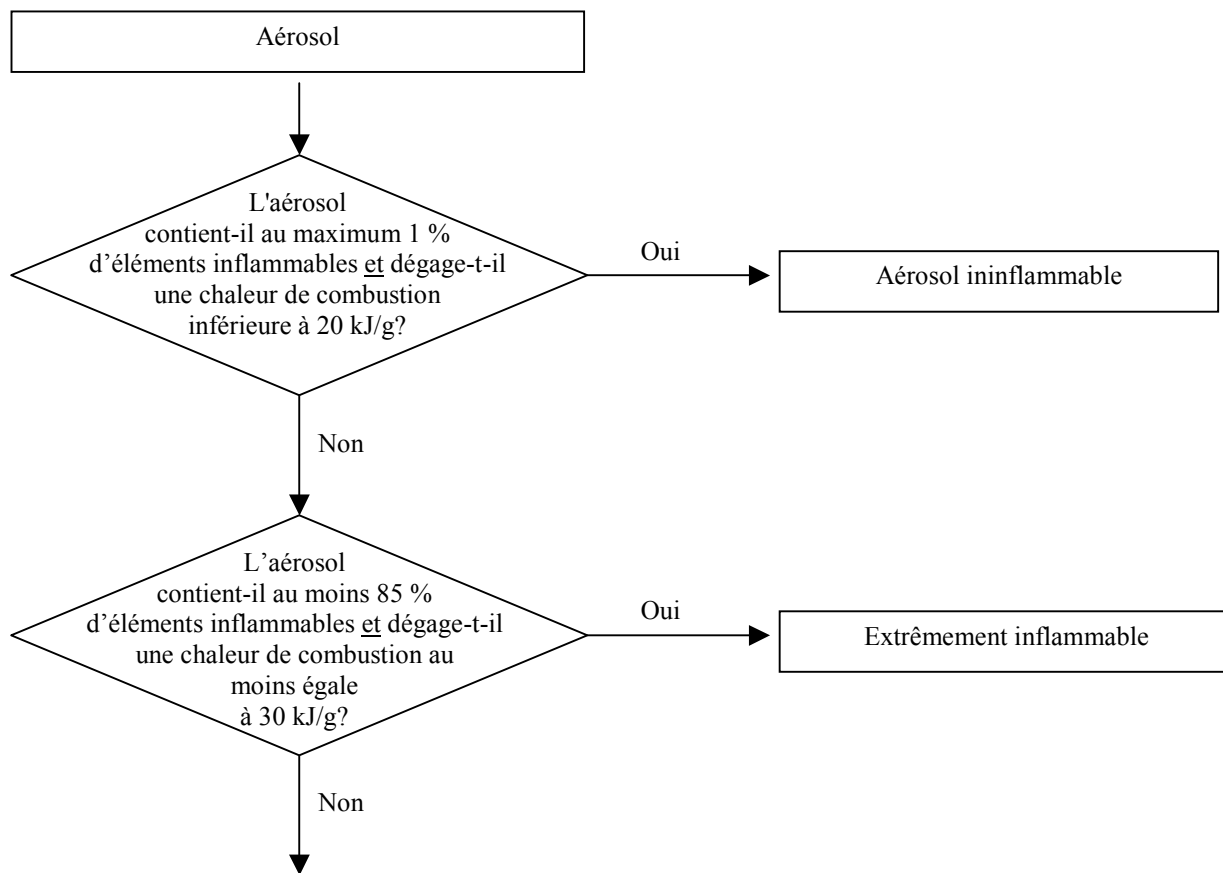 Aérosol
L'aérosol
contient-il au maximum 1 %
d’éléments inflammables et dégage-t-il
une chaleur de combustion
inférieure à 20 kJ/g?
Oui
Aérosol ininflammable
Non
L’aérosol
contient-il au moins 85 %
d’éléments inflammables et dégage-t-il
une chaleur de combustion au
moins égale
à 30 kJ/g?
Oui
Extrêmement inflammable
Non